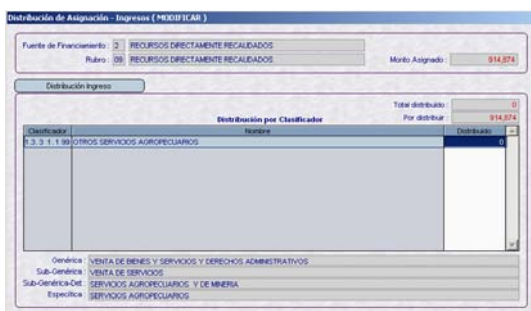 Distribución de Asignación - Ingresos ( MODIFICAR )
Fuente de Financiamiento : 2 RECURSOS DIRECTAMENTE RECAUDADOS
Rubro : 09 RECURSOS DIRECTAMENTE RECAUDADOS Monto Asignado : 914,874
Distribución Ingreso
Total distribuido : 0
Distribución por Clasificador Por distribuir : 914,874
Clasificador Nombre Distribuido
1.3. 3 1. 1 99 OTROS SERVICIOS AGROPECUARIOS 0
Genérica : VENTA DE BIENES Y SERVICIOS Y DERECHOS ADMINISTRATIVOS
Sub-Genérica : VENTA DE SERVICIOS
Sub-Genérica-Det : SERVICIOS AGROPECUARIOS Y DE MINERIA
Específica : SERVICIOS AGROPECUARIOS